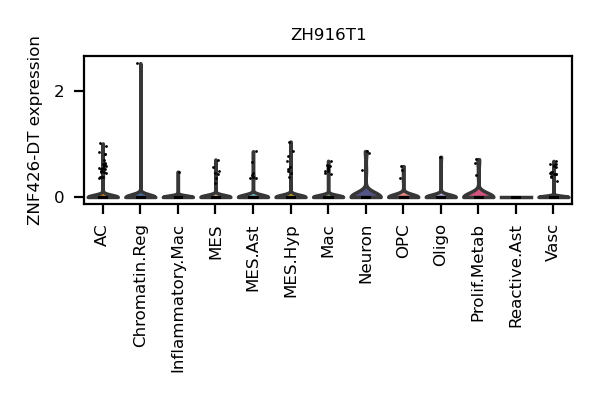 ZH916T1
ZNF426-DT expression
2
0
AC
Chromatin.Reg
Inflammatory.Mac
MES
MES.Ast
MES.Hyp
Mac
Neuron
OPC
Oligo
Prolif.Metab
Reactive.Ast
Vasc